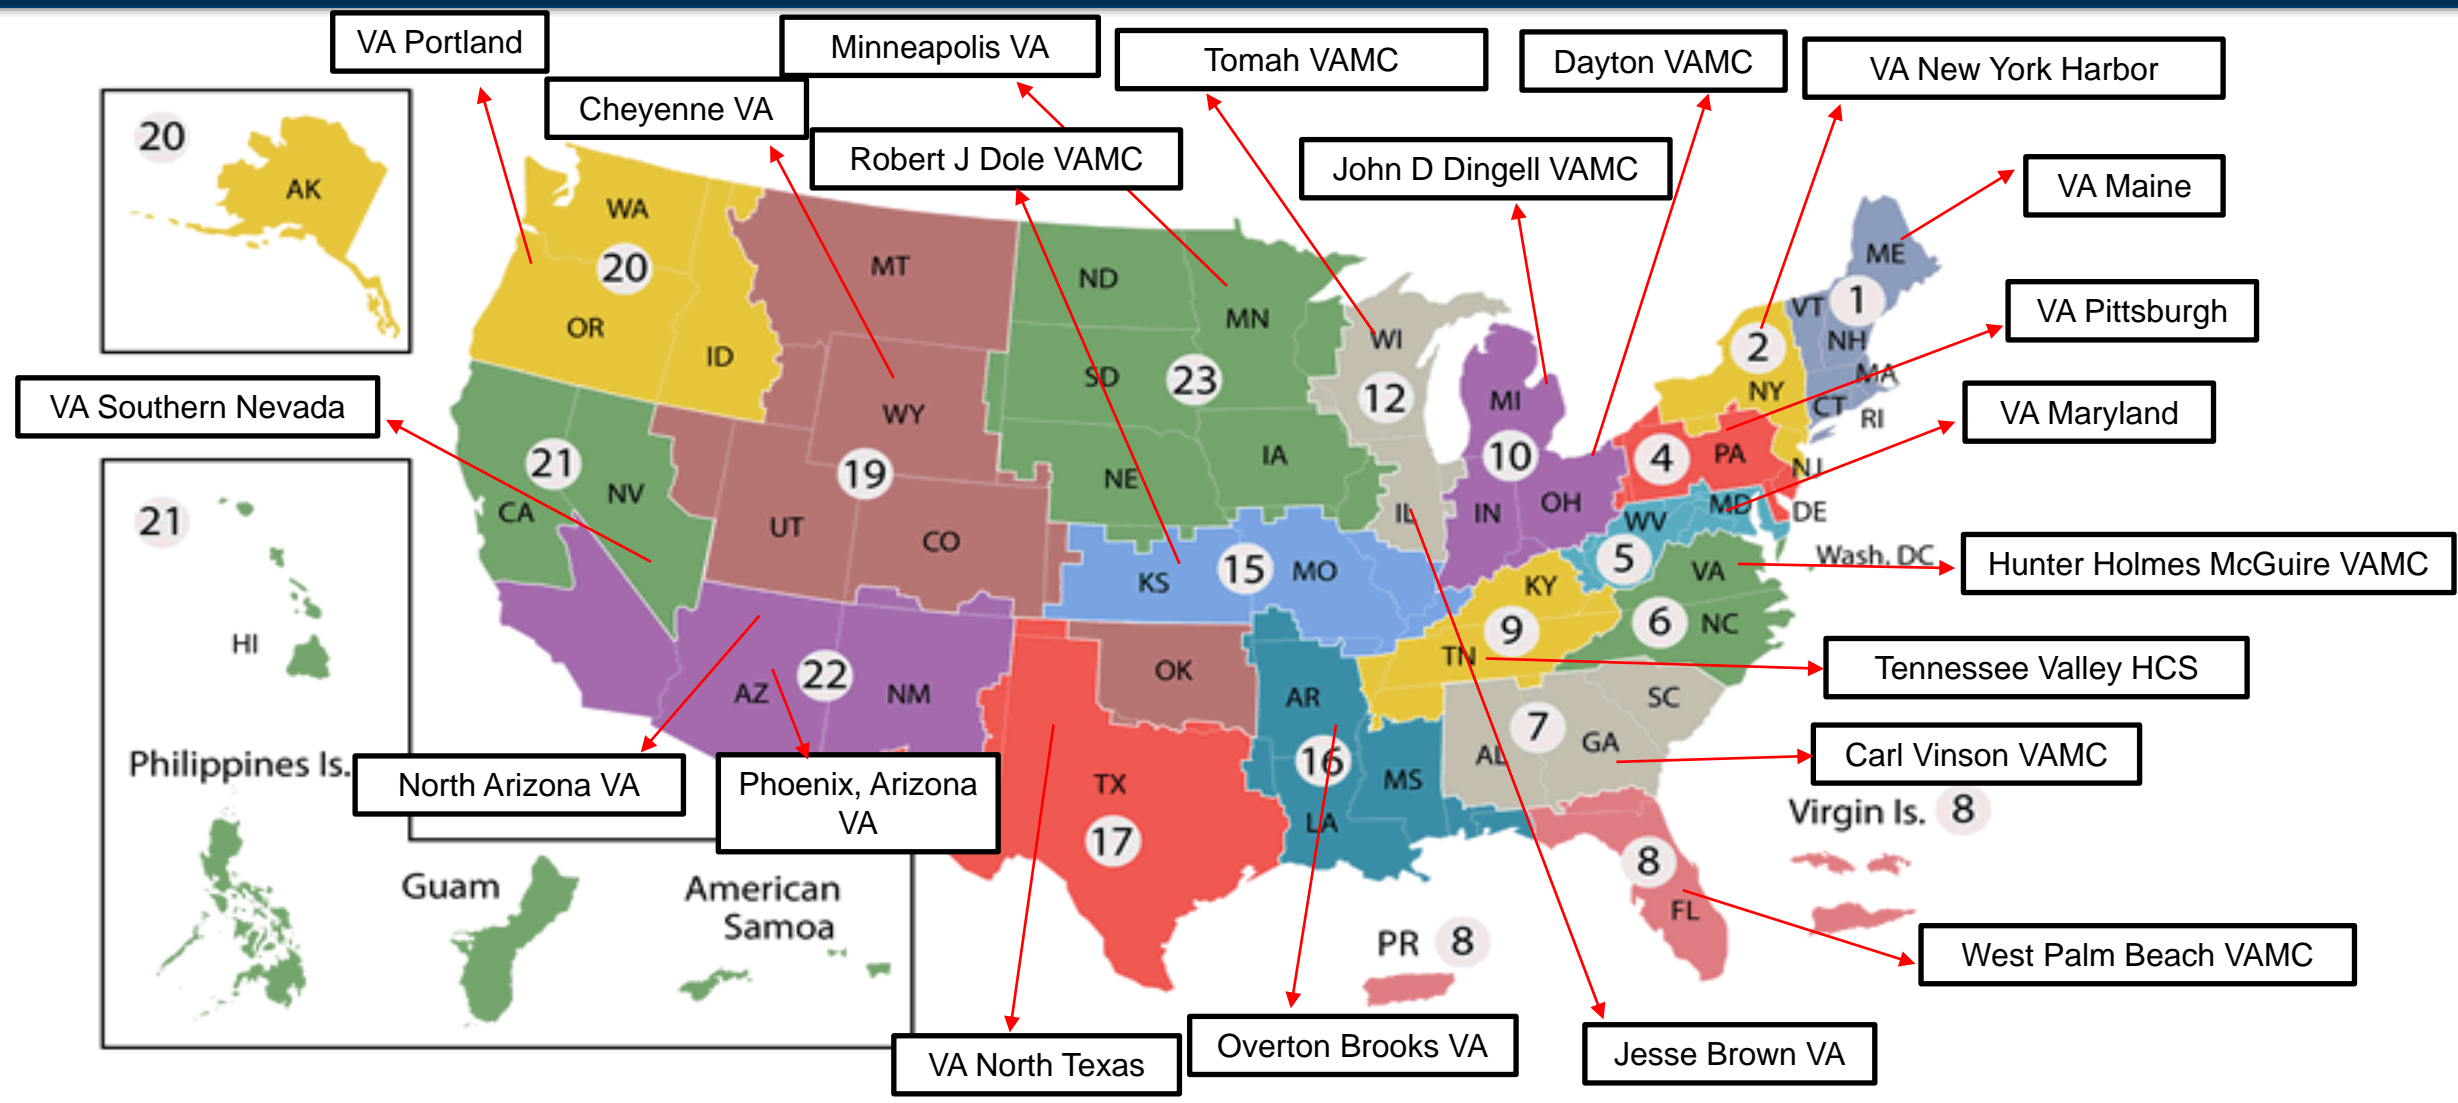 VA Portland
Minneapolis VA
Tomah VAMC
Dayton VAMC
VA New York Harbor
Cheyenne VA
Robert J Dole VAMC
John D Dingell VAMC
VA Maine
VA Pittsburgh
VA Southern Nevada
VA Maryland
Hunter Holmes McGuire VAMC
Tennessee Valley HCS
Carl Vinson VAMC
North Arizona VA
Phoenix, Arizona
VA
West Palm Beach VAMC
VA North Texas
Overton Brooks VA
Jesse Brown VA
20
AK
WA
20
OR
ID
MT
ND
MN
WI
12
SD
23
WY
19
NE
IA
IL
MI
10
IN
OH
ME
VT
1
NH
MA
CT
RI
2
NY
4
PA
NJ
MD
DE
WV
5
Wash. DC
VA
6
NC
KY
9
TN
21
CA
NV
UT
CO
KS
15
MO
AZ
22
NM
OK
AR
16
MS
LA
TX
17
AL
7
GA
SC
8
FL
21
HI
Philippines Is.
Guam
American
Samoa
PR 8
Virgin Is. 8